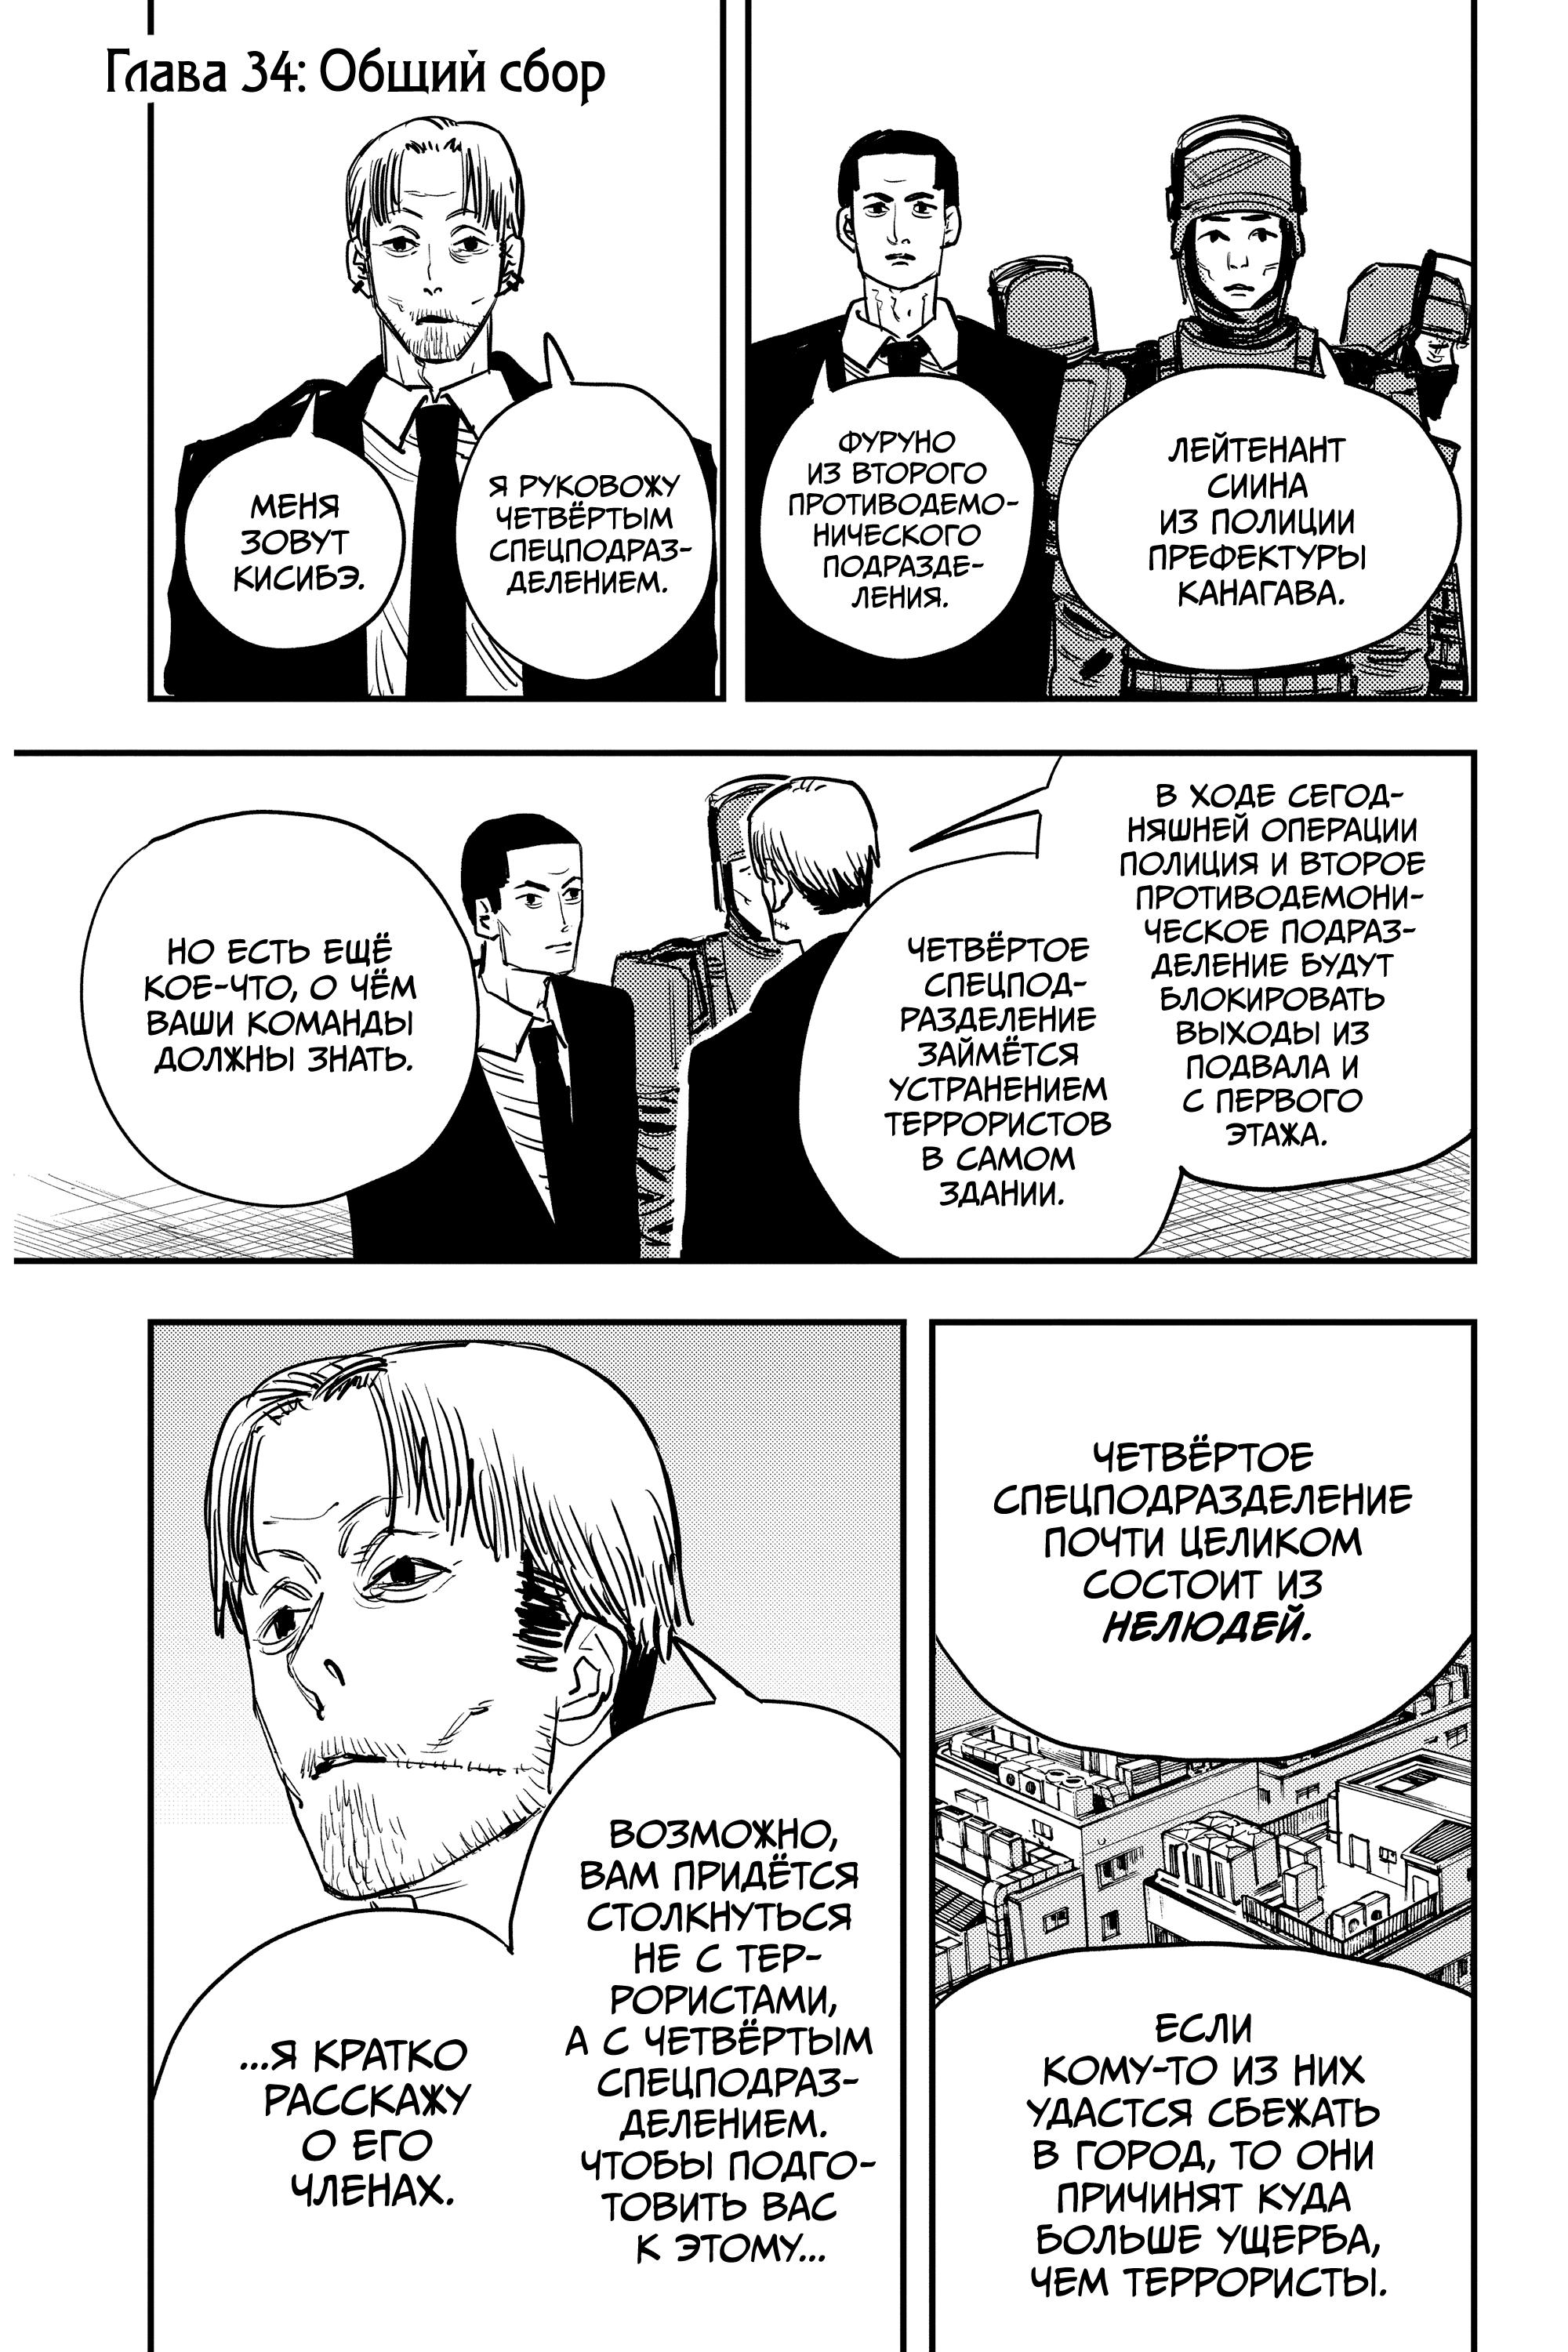 Глава 34: Общий сбор
ЛЕЙТЕНАНТ
СИИНА
ИЗ ПОЛИЦИИ
ПРЕФЕКТУРЫ
КАНАГАВА.
ФУРУНО
ИЗ ВТОРОГО
ПРОТИВОДЕМО-
НИЧЕСКОГО
ПОДРАЗДЕ-
ЛЕНИЯ.
Я РУКОВОЖУ
ЧЕТВЁРТЫМ
СПЕЦПОДРАЗ-
ДЕЛЕНИЕМ.
МЕНЯ
ЗОВУТ
КИСИБЭ.
В ХОДЕ СЕГОД-
НЯШНЕЙ ОПЕРАЦИИ
ПОЛИЦИЯ И ВТОРОЕ
ПРОТИВОДЕМОНИ-
ЧЕСКОЕ ПОДРАЗ-
ДЕЛЕНИЕ БУДУТ
БЛОКИРОВАТЬ
ВЫХОДЫ ИЗ
ПОДВАЛА И
С ПЕРВОГО
ЭТАЖА.
ЧЕТВЁРТОЕ
СПЕЦПОД-
РАЗДЕЛЕНИЕ
ЗАЙМЁТСЯ
УСТРАНЕНИЕМ
ТЕРРОРИСТОВ
В САМОМ
ЗДАНИИ.
НО ЕСТЬ ЕЩЁ
КОЕ-ЧТО, О ЧЁМ
ВАШИ КОМАНДЫ
ДОЛЖНЫ ЗНАТЬ.
ЧЕТВЁРТОЕ
СПЕЦПОДРАЗДЕЛЕНИЕ
ПОЧТИ ЦЕЛИКОМ
СОСТОИТ ИЗ
НЕЛЮДЕЙ.
ЕСЛИ
КОМУ-ТО ИЗ НИХ
УДАСТСЯ СБЕЖАТЬ
В ГОРОД, ТО ОНИ
ПРИЧИНЯТ КУДА
БОЛЬШЕ УЩЕРБА,
ЧЕМ ТЕРРОРИСТЫ.
ВОЗМОЖНО,
ВАМ ПРИДЁТСЯ
СТОЛКНУТЬСЯ
НЕ С ТЕР-
РОРИСТАМИ,
А С ЧЕТВЁРТЫМ
СПЕЦПОДРАЗ-
ДЕЛЕНИЕМ.
ЧТОБЫ ПОДГО-
ТОВИТЬ ВАС
К ЭТОМУ...
...Я КРАТКО
РАССКАЖУ
О ЕГО
ЧЛЕНАХ.